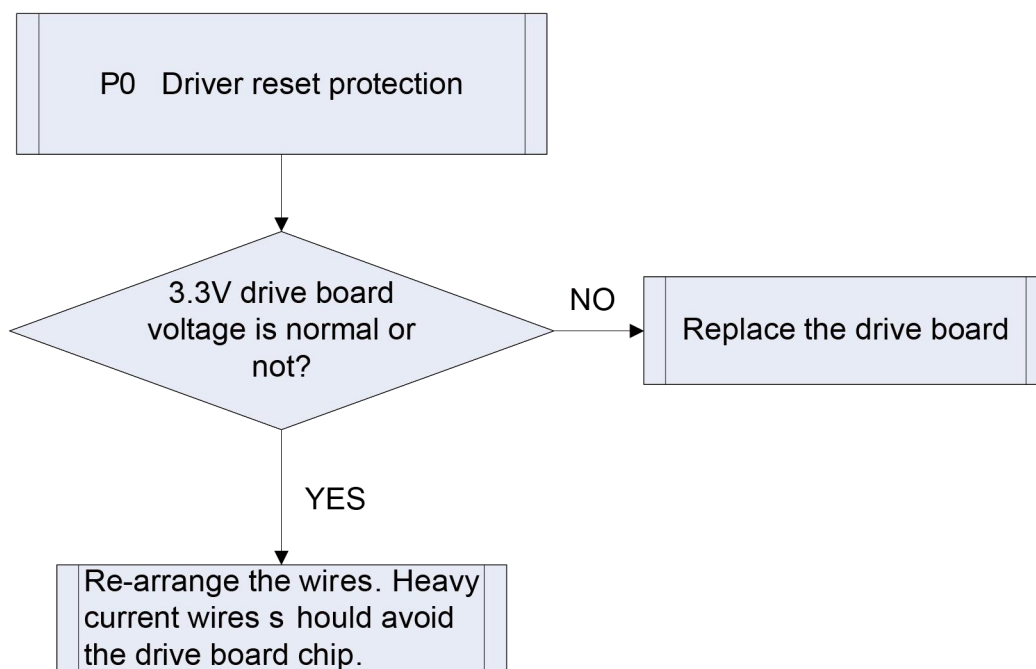 P0 Driver reset protection
3.3V drive board
voltage is normal or
not?
NO
Replace the drive board
YES
Re-arrange the wires. Heavy
current wires s hould avoid
the drive board chip.